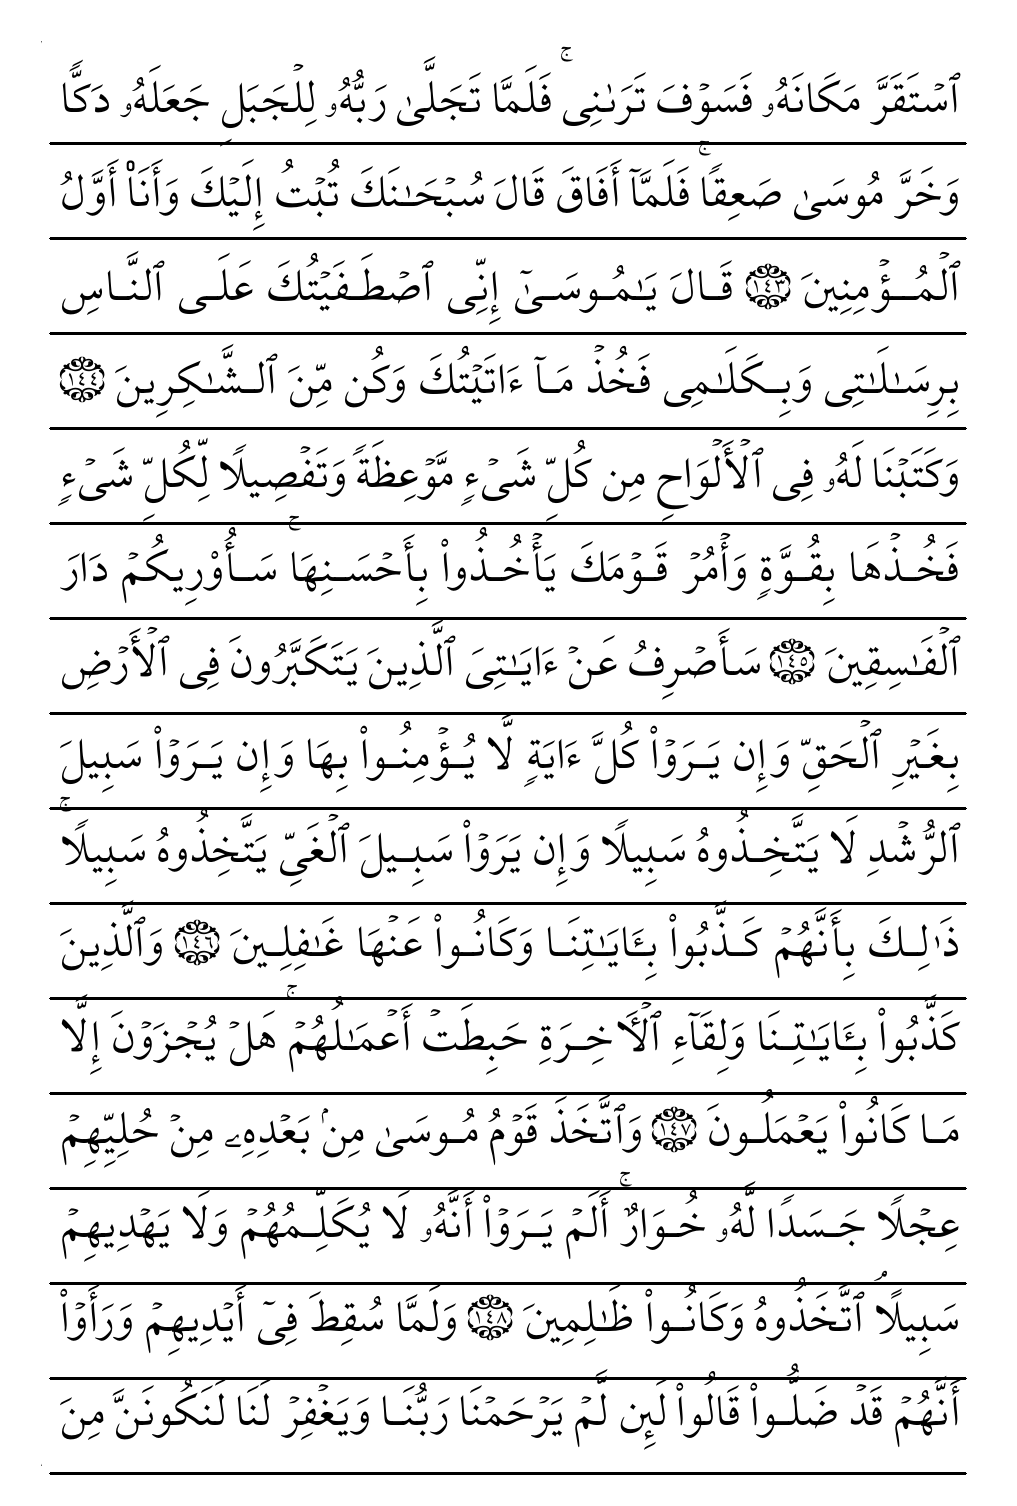 ٱسۡتَقَرَّ مَكَانَهُۥ فَسَوۡفَ تَرَىٰنِیۚ فَلَمَّا تَجَلَّىٰ رَبُّهُۥ لِلۡجَبَلِ جَعَلَهُۥ دَكًّا
وَخَرَّ مُوسَىٰ صَعِقًاۚ فَلَمَّآ أَفَاقَ قَالَ سُبۡحَـٰنَكَ تُبۡتُ إِلَيۡكَ وَأَنَا۠ أَوَّلُ
ٱلۡمُؤۡمِنِينَ ١٤٣ قَالَ يَـٰمُوسَىٰٓ إِنِّی ٱصۡطَفَيۡتُكَ عَلَى ٱلنَّاسِ
بِرِسَـٰلَـٰتِی وَبِكَلَـٰمِی فَخُذۡ مَآ ءَاتَيۡتُكَ وَكُن مِّنَ ٱلشَّـٰكِرِينَ ١٤٤
وَكَتَبۡنَا لَهُۥ فِی ٱلۡأَلۡوَاحِ مِن كُلِّ شَیۡءٍ مَّوۡعِظَةً وَتَفۡصِيلًا لِّكُلِّ شَیۡءٍ
فَخُذۡهَا بِقُوَّةٍ وَأۡمُرۡ قَوۡمَكَ يَأۡخُذُوا۟ بِأَحۡسَنِهَاۚ سَأُو۟رِيكُمۡ دَارَ
ٱلۡفَـٰسِقِينَ ١٤٥ سَأَصۡرِفُ عَنۡ ءَايَـٰتِیَ ٱلَّذِينَ يَتَكَبَّرُونَ فِی ٱلۡأَرۡضِ
بِغَيۡرِ ٱلۡحَقِّ وَإِن يَرَوۡا۟ كُلَّ ءَايَةٍ لَّا يُؤۡمِنُوا۟ بِهَا وَإِن يَرَوۡا۟ سَبِيلَ
ٱلرُّشۡدِ لَا يَتَّخِذُوهُ سَبِيلًا وَإِن يَرَوۡا۟ سَبِيلَ ٱلۡغَیِّ يَتَّخِذُوهُ سَبِيلًاۚ
ذَٰلِكَ بِأَنَّهُمۡ كَذَّبُوا۟ بِـَٔايَـٰتِنَا وَكَانُوا۟ عَنۡهَا غَـٰفِلِينَ ١٤٦ وَٱلَّذِينَ
كَذَّبُوا۟ بِـَٔايَـٰتِنَا وَلِقَآءِ ٱلۡـَٔاخِرَةِ حَبِطَتۡ أَعۡمَـٰلُهُمۡۚ هَلۡ يُجۡزَوۡنَ إِلَّا
مَا كَانُوا۟ يَعۡمَلُونَ ١٤٧ وَٱتَّخَذَ قَوۡمُ مُوسَىٰ مِنۢ بَعۡدِهِۦ مِنۡ حُلِيِّهِمۡ
عِجۡلًا جَسَدًا لَّهُۥ خُوَارٌۚ أَلَمۡ يَرَوۡا۟ أَنَّهُۥ لَا يُكَلِّمُهُمۡ وَلَا يَهۡدِيهِمۡ
سَبِيلًاۘ ٱتَّخَذُوهُ وَكَانُوا۟ ظَـٰلِمِينَ ١٤٨ وَلَمَّا سُقِطَ فِیٓ أَيۡدِيهِمۡ وَرَأَوۡا۟
أَنَّهُمۡ قَدۡ ضَلُّوا۟ قَالُوا۟ لَئِن لَّمۡ يَرۡحَمۡنَا رَبُّنَا وَيَغۡفِرۡ لَنَا لَنَكُونَنَّ مِنَ